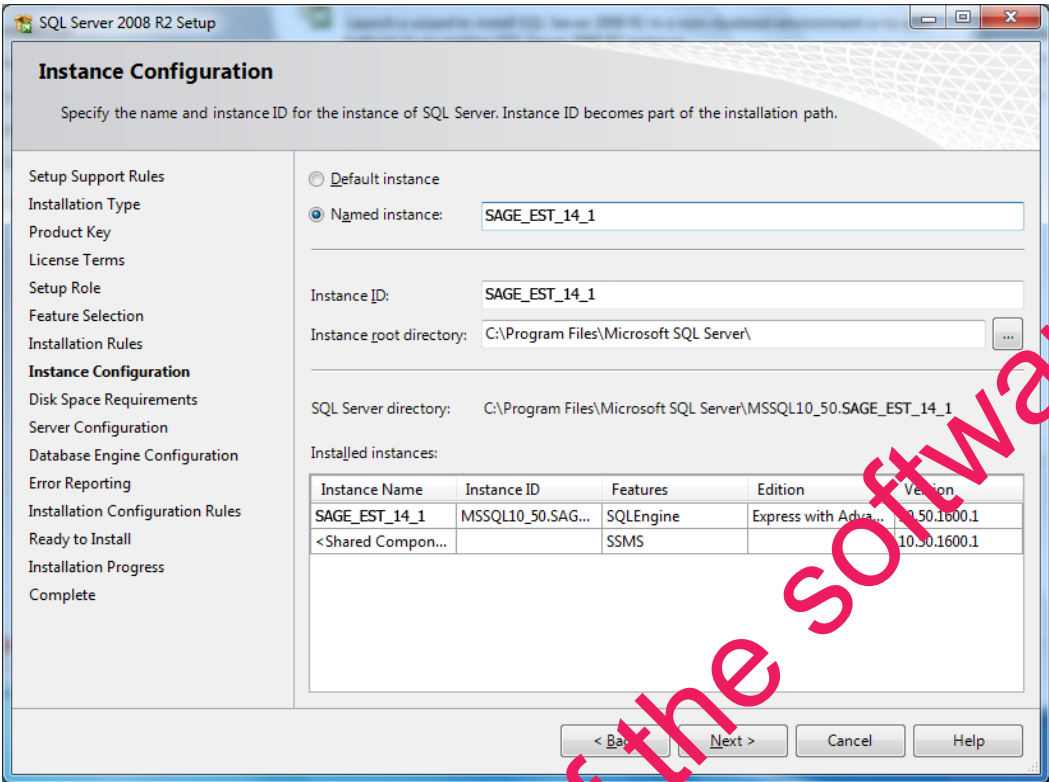 SQL Server 2008 R2 Setup
Instance Configuration
Specify the name and instance ID for the instance of SQL Server. Instance ID becomes part of the installation path.
Setup Support Rules
Installation Type
Product Key
License Terms
Setup Role
Feature Selection
Installation Rules
Instance Configuration
Disk Space Requirements
Server Configuration
Database Engine Configuration
Error Reporting
Installation Configuration Rules
Ready to Install
Installation Progress
Complete
Default instance
Named instance: SAGE_EST_14_1
Instance ID: SAGE_EST_14_1
Instance root directory: C:\Program Files\Microsoft SQL Server\ ...
SQL Server directory: C:\Program Files\Microsoft SQL Server\MSSQL10_50.SAGE_EST_14_1
Installed instances:
Instance Name Instance ID Features Edition Version
SAGE_EST_14_1 MSSQL10_50.SAG... SQLEngine Express with Adva... 10.50.1600.1
<Shared Compon... SSMS 10.50.1600.1
< Back Next > Cancel Help
f the softwa